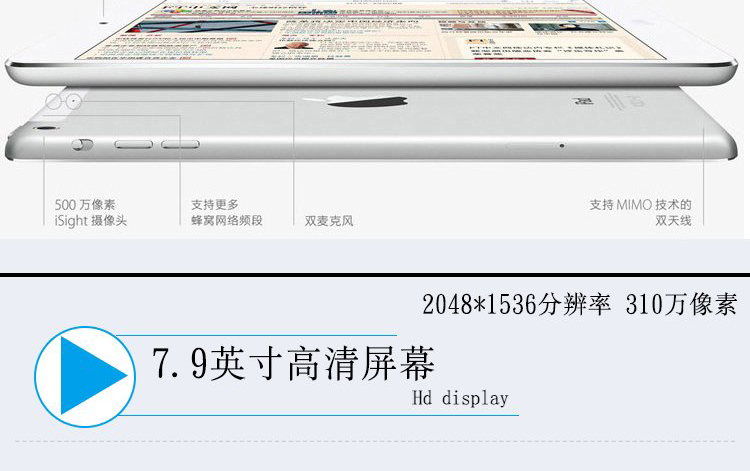 500 万像素
iSight 摄像头
支持更多
蜂窝网络频段
双麦克风
支持 MIMO 技术的
双天线
2048*1536分辨率 310万像素
7.9英寸高清屏幕
Hd display